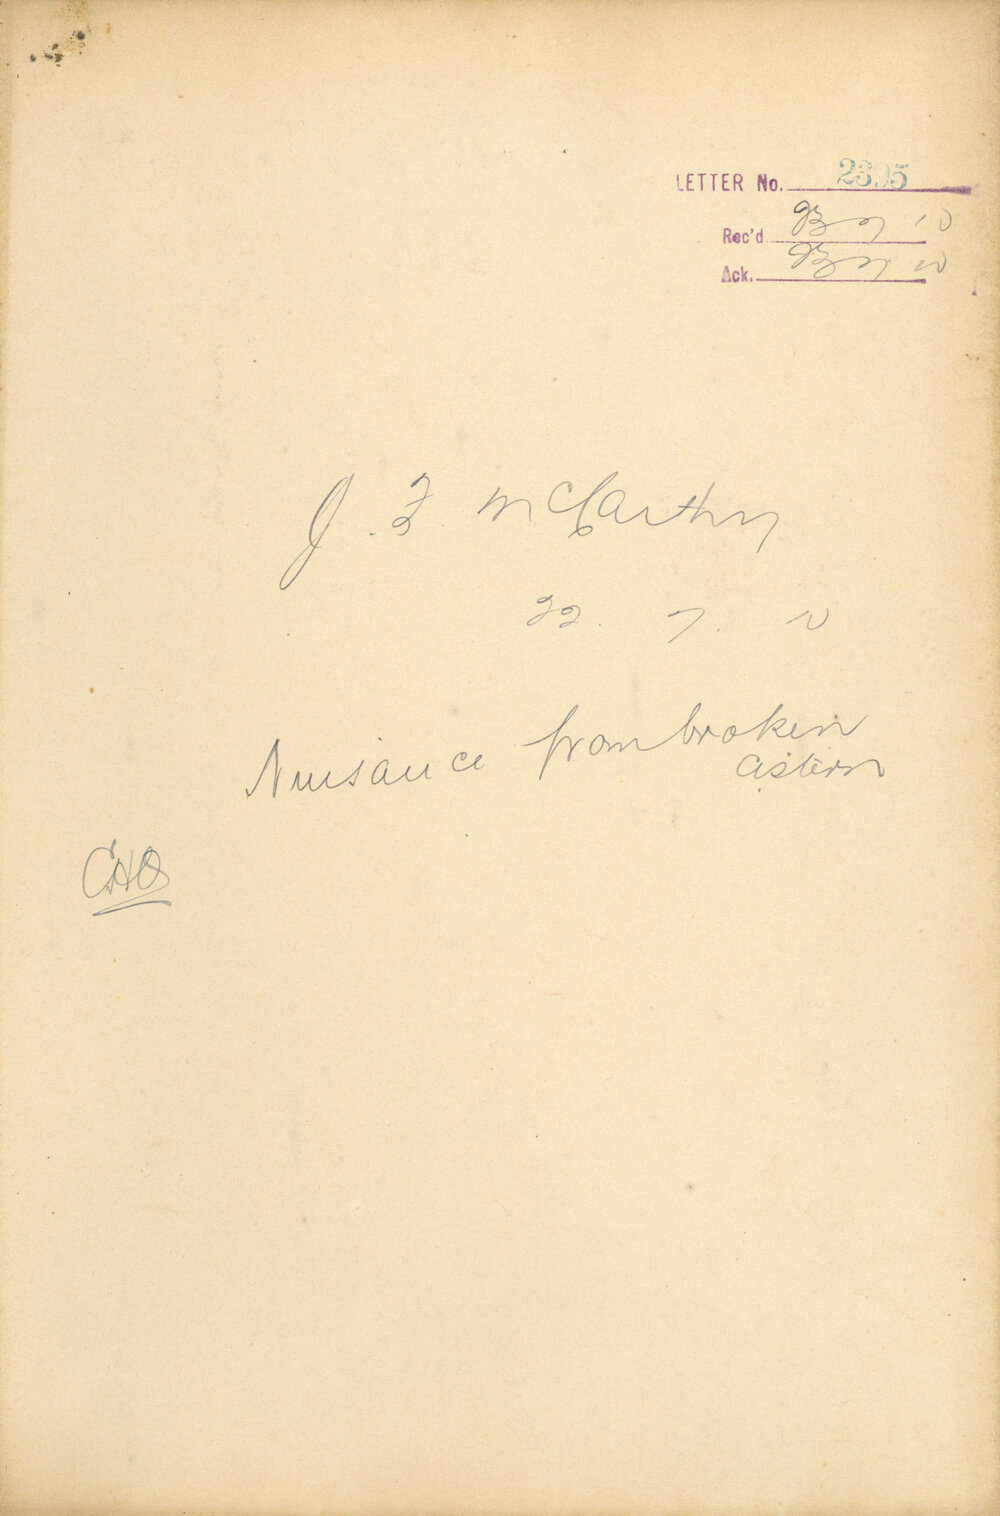 LETTER No. 2395
Rec'd 23 7 10
Ack. 23 7 10
J. F McCarthy
22. 7. 10
Nuisance from broken
cistern
CHO